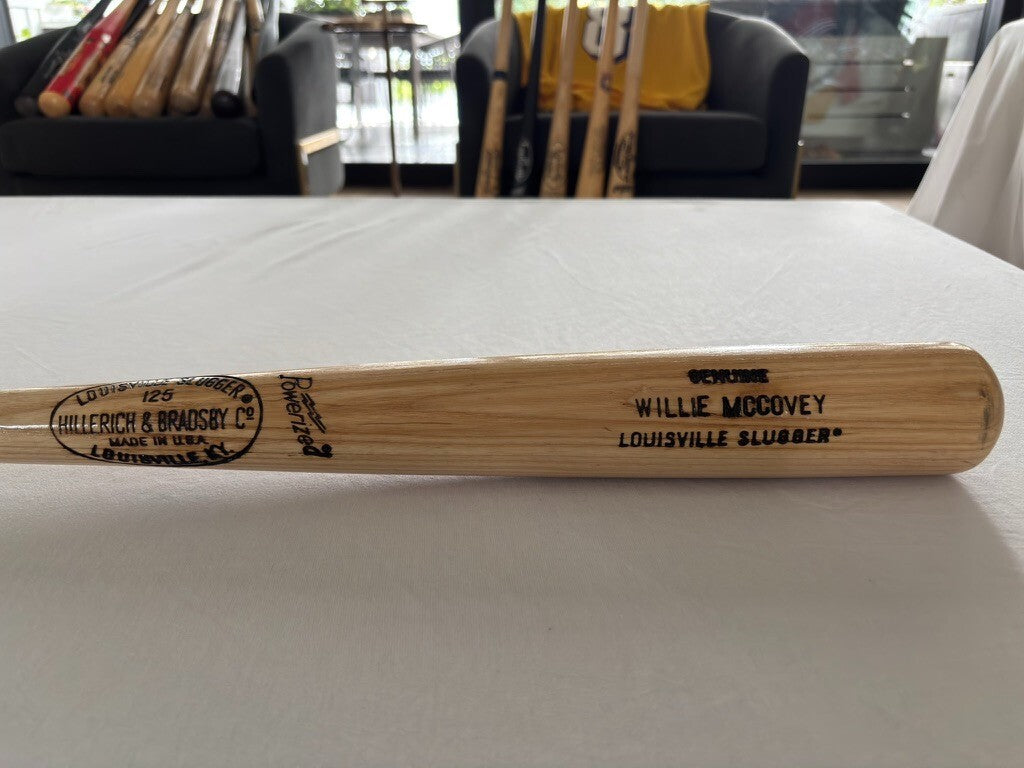 LOUISVILLE SLUGGER®
125
HILLERICH & BRADSBY Cº
MADE IN U.S.A.
LOUISVILLE, KY.
Powerized
GENUINE
WILLIE MCCOVEY
LOUISVILLE SLUGGER®